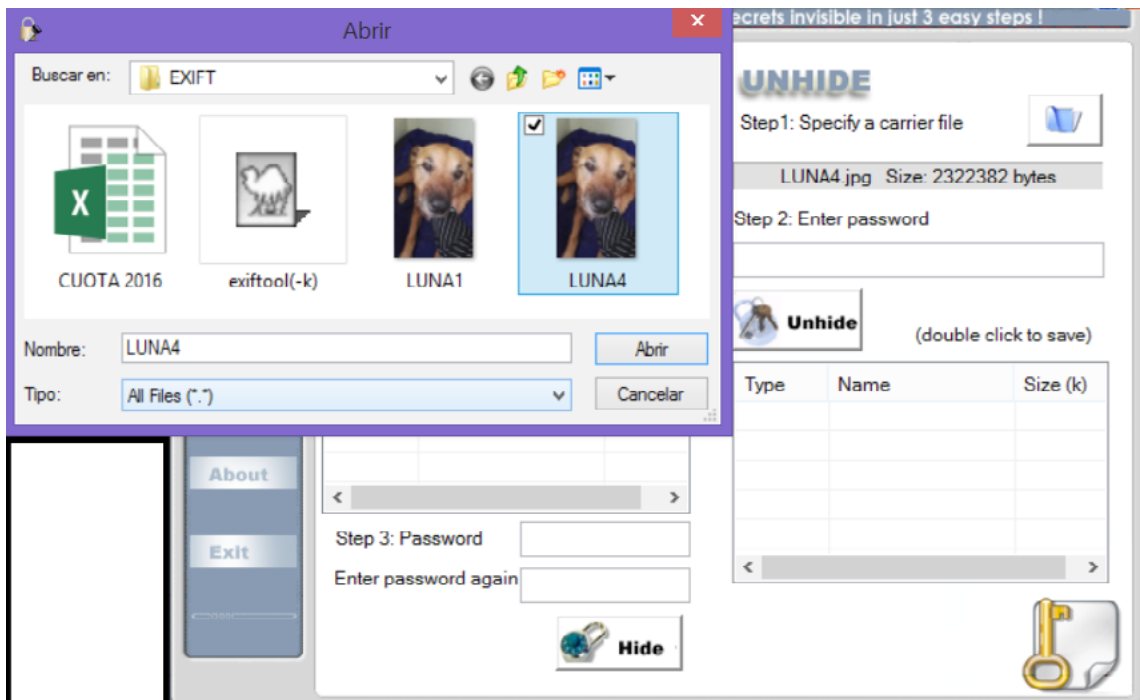 Abrir
ecrets invisible in just 3 easy steps !
Buscar en:
EXIFT
CUOTA 2016
exiftool(-k)
LUNA1
LUNA4
Nombre:
LUNA4
Abrir
Tipo:
All Files (*.*)
Cancelar
UNHIDE
Step1: Specify a carrier file
LUNA4.jpg Size: 2322382 bytes
Step 2: Enter password
Unhide
(double click to save)
Type Name Size (k)
About
Exit
Step 3: Password
Enter password again
Hide